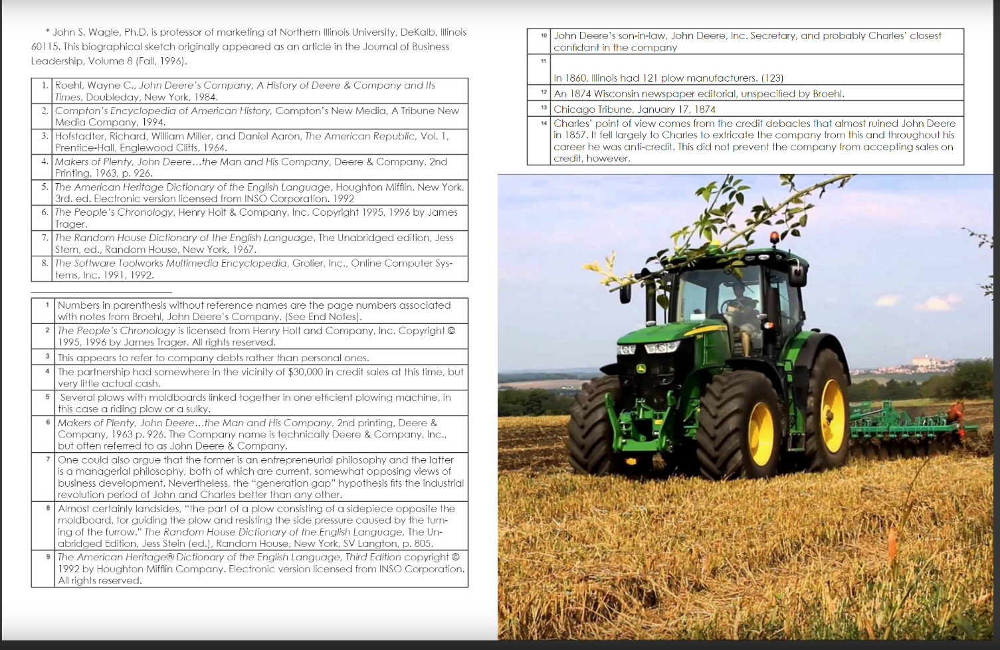 * John S. Wagle, Ph.D. is professor of marketing at Northern Illinois University, DeKalb, Illinois
60115. This biographical sketch originally appeared as an article in the Journal of Business
Leadership, Volume 8 (Fall, 1996).
1. Roehl, Wayne C., John Deere's Company, A History of Deere & Company and Its
Times, Doubleday, New York, 1984.
2. Compton's Encyclopedia of American History, Compton's New Media, A Tribune New
Media Company, 1994.
3. Hofstadter, Richard, William Miller, and Daniel Aaron, The American Republic, Vol. 1,
Prentice-Hall, Englewood Cliffs, 1964.
4. Makers of Plenty, John Deere...the Man and His Company, Deere & Company, 2nd
Printing, 1963, p. 926.
5. The American Heritage Dictionary of the English Language, Houghton Mifflin, New York,
3rd. ed. Electronic version licensed from INSO Corporation. 1992
6. The People's Chronology, Henry Holt & Company, Inc. Copyright 1995, 1996 by James
Trager.
7. The Random House Dictionary of the English Language, The Unabridged edition, Jess
Stern, ed., Random House, New York, 1967.
8. The Software Toolworks Multimedia Encyclopedia, Grolier, Inc., Online Computer Sys-
tems, Inc. 1991, 1992.
1 Numbers in parenthesis without reference names are the page numbers associated
with notes from Broehl, John Deere's Company. (See End Notes).
2 The People's Chronology is licensed from Henry Holt and Company, Inc. Copyright ©
1995, 1996 by James Trager. All rights reserved.
3 This appears to refer to company debts rather than personal ones.
4 The partnership had somewhere in the vicinity of $30,000 in credit sales at this time, but
very little actual cash.
5 Several plows with moldboards linked together in one efficient plowing machine, in
this case a riding plow or a sulky.
6 Makers of Plenty, John Deere...the Man and His Company, 2nd printing, Deere &
Company, 1963 p. 926. The Company name is technically Deere & Company, Inc.,
but often referred to as John Deere & Company.
7 One could also argue that the former is an entrepreneurial philosophy and the latter
is a managerial philosophy, both of which are current, somewhat opposing views of
business development. Nevertheless, the "generation gap" hypothesis fits the industrial
revolution period of John and Charles better than any other.
8 Almost certainly landsides, "the part of a plow consisting of a sidepiece opposite the
moldboard, for guiding the plow and resisting the side pressure caused by the turn-
ing of the furrow." The Random House Dictionary of the English Language, The Un-
abridged Edition, Jess Stein (ed.), Random House, New York, SV Langton, p. 805.
9 The American Heritage® Dictionary of the English Language, Third Edition copyright ©
1992 by Houghton Mifflin Company. Electronic version licensed from INSO Corporation.
All rights reserved.
10 John Deere's son-in-law, John Deere, Inc. Secretary, and probably Charles' closest
confidant in the company
11
In 1860, Illinois had 121 plow manufacturers. (123)
12 An 1874 Wisconsin newspaper editorial, unspecified by Broehl.
13 Chicago Tribune, January 17, 1874
14 Charles' point of view comes from the credit debacles that almost ruined John Deere
in 1857. It fell largely to Charles to extricate the company from this and throughout his
career he was anti-credit. This did not prevent the company from accepting sales on
credit, however.